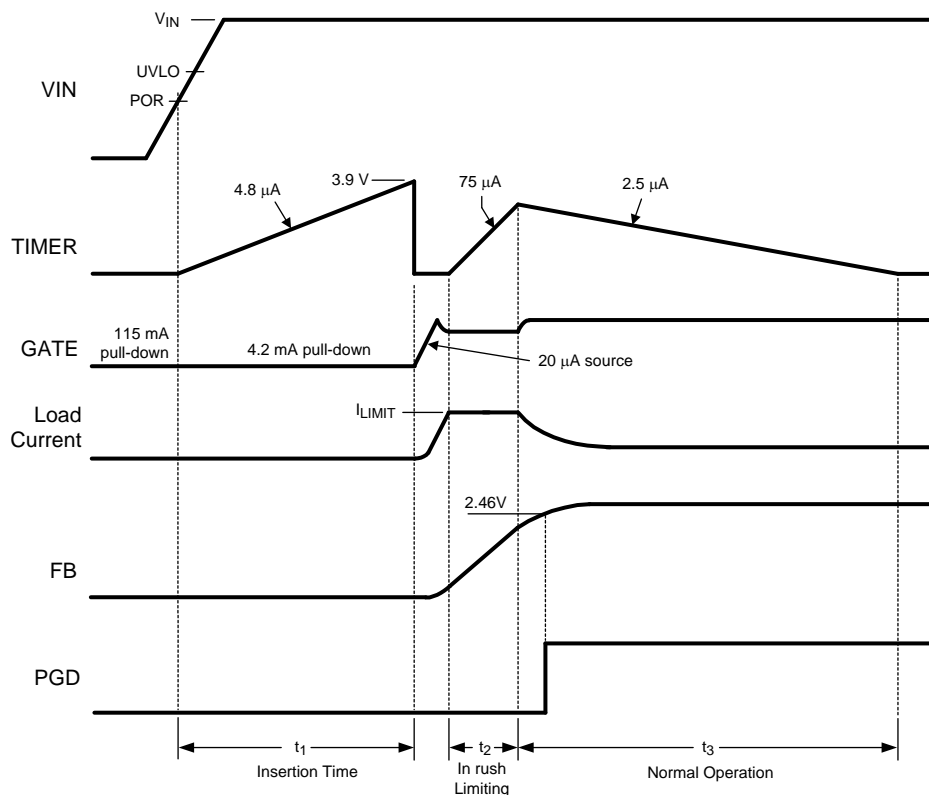 VIN
UVLO
VIN
POR
3.9 V
4.8 μA
75 μA
2.5 μA
TIMER
115 mA
pull-down
4.2 mA pull-down
GATE
20 μA source
ILIMIT
Load
Current
2.46V
FB
PGD
t1
t2
t3
Insertion Time
In rush
Limiting
Normal Operation